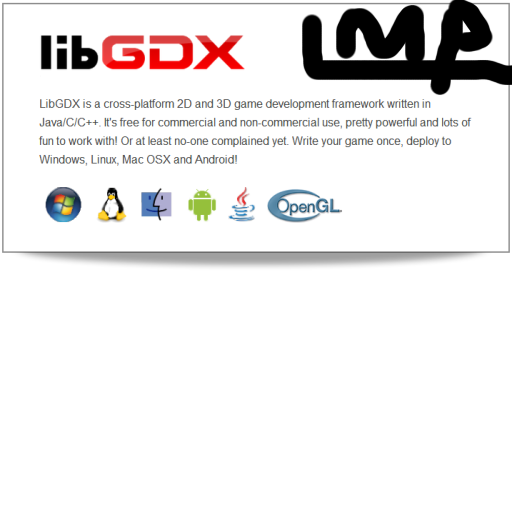 libGDX
LMP
LibGDX is a cross-platform 2D and 3D game development framework written in
Java/C/C++. It's free for commercial and non-commercial use, pretty powerful and lots of
fun to work with! Or at least no-one complained yet. Write your game once, deploy to
Windows, Linux, Mac OSX and Android!
OpenGL